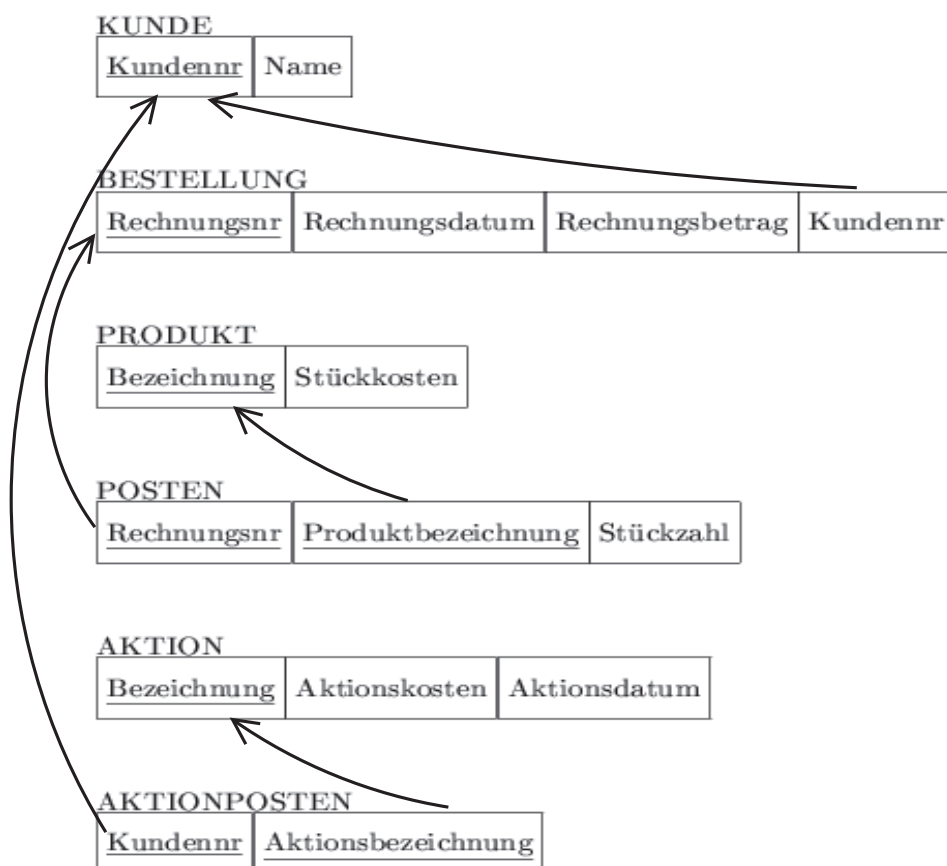 KUNDE
Kundennr Name
BESTELLUNG
Rechnungsnr Rechnungsdatum Rechnungsbetrag Kundennr
PRODUKT
Bezeichnung Stückkosten
POSTEN
Rechnungsnr Produktbezeichnung Stückzahl
AKTION
Bezeichnung Aktionskosten Aktionsdatum
AKTIONPOSTEN
Kundennr Aktionsbezeichnung